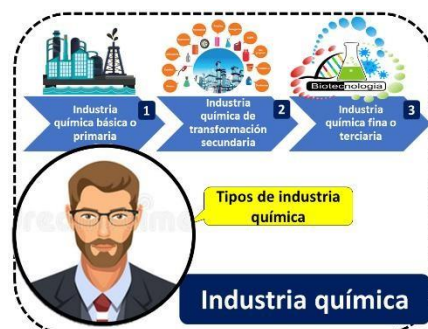 Biotecnología
Industria
química básica o
primaria
1
Industria
química de
transformación
secundaria
2
Industria
química fina o
terciaria
3
Tipos de industria
química
Industria química